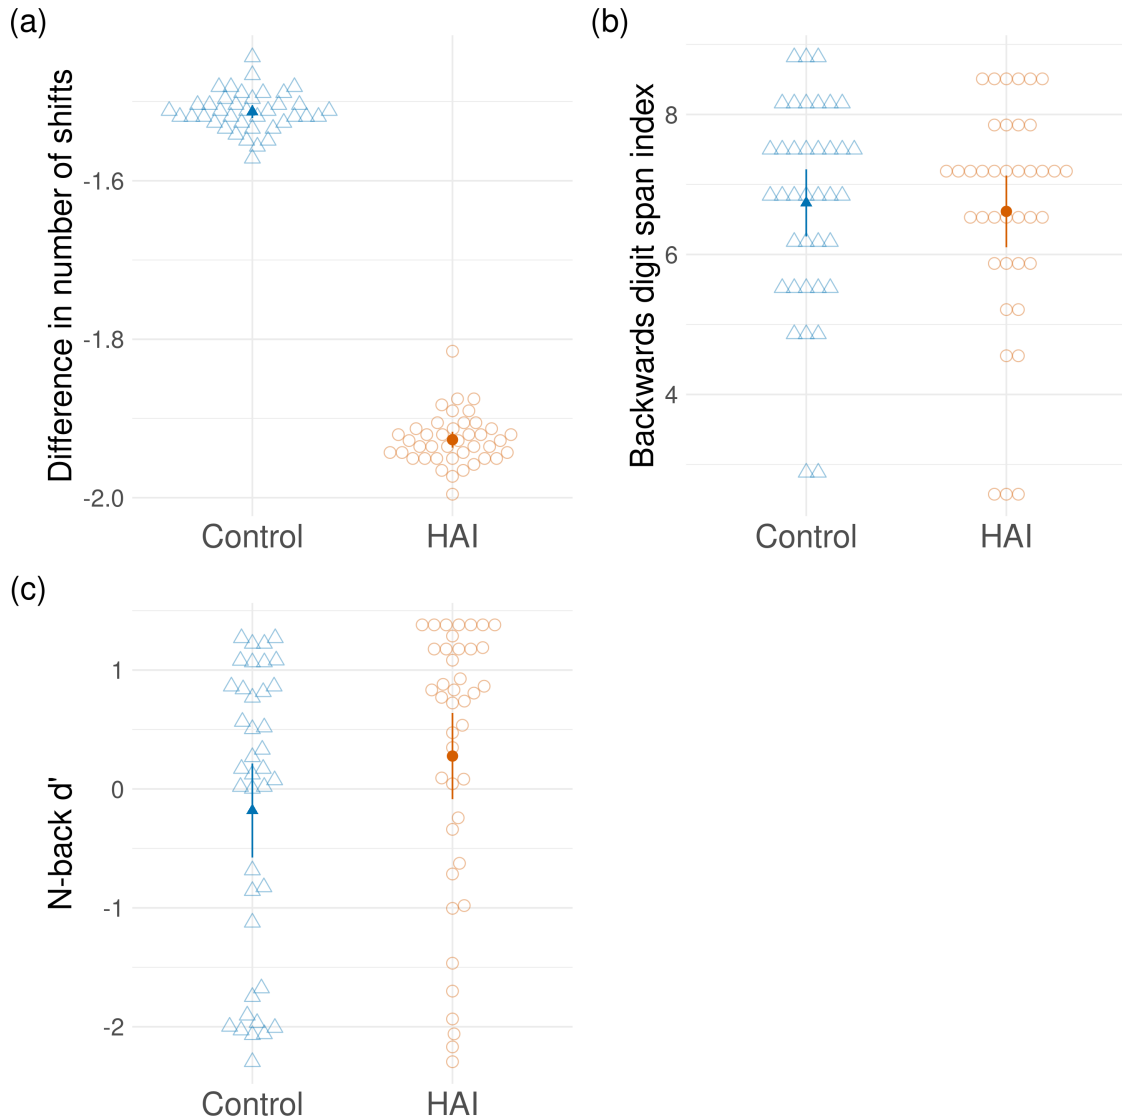 (a)
Difference in number of shifts
-1.6
-1.8
-2.0
Control HAI
(b)
Backwards digit span index
8
6
4
Control HAI
(c)
N-back d'
1
0
-1
-2
Control HAI